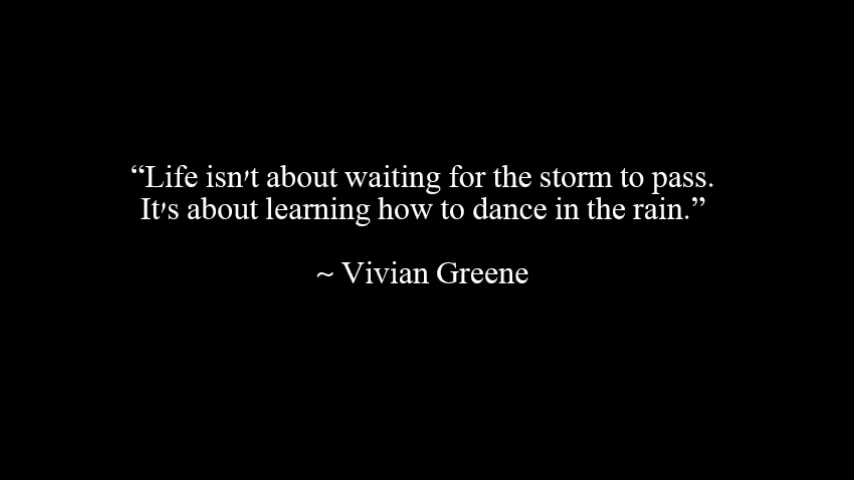 “Life isn't about waiting for the storm to pass.
It's about learning how to dance in the rain.”
~ Vivian Greene